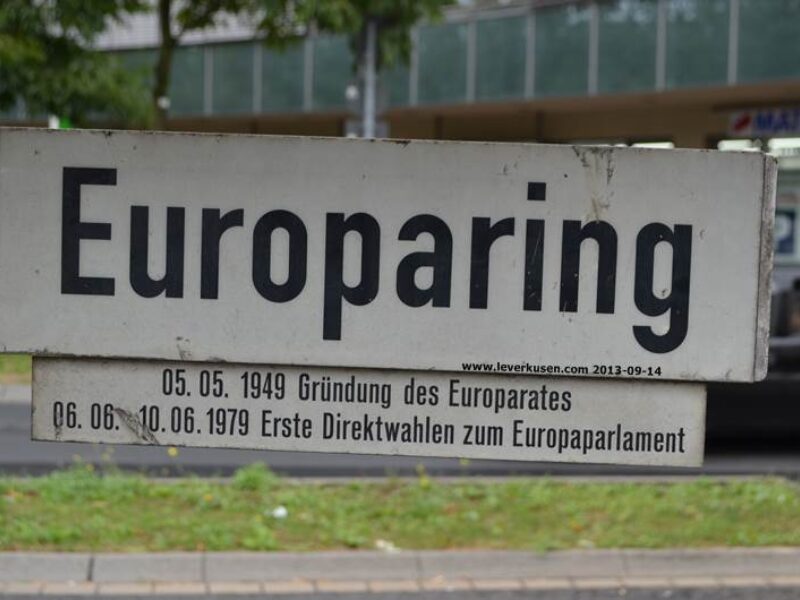 Europaring
www.leverkusen.com 2013-09-14
05. 05. 1949 Gründung des Europarates
06. 06. 10. 06. 1979 Erste Direktwahlen zum Europaparlament